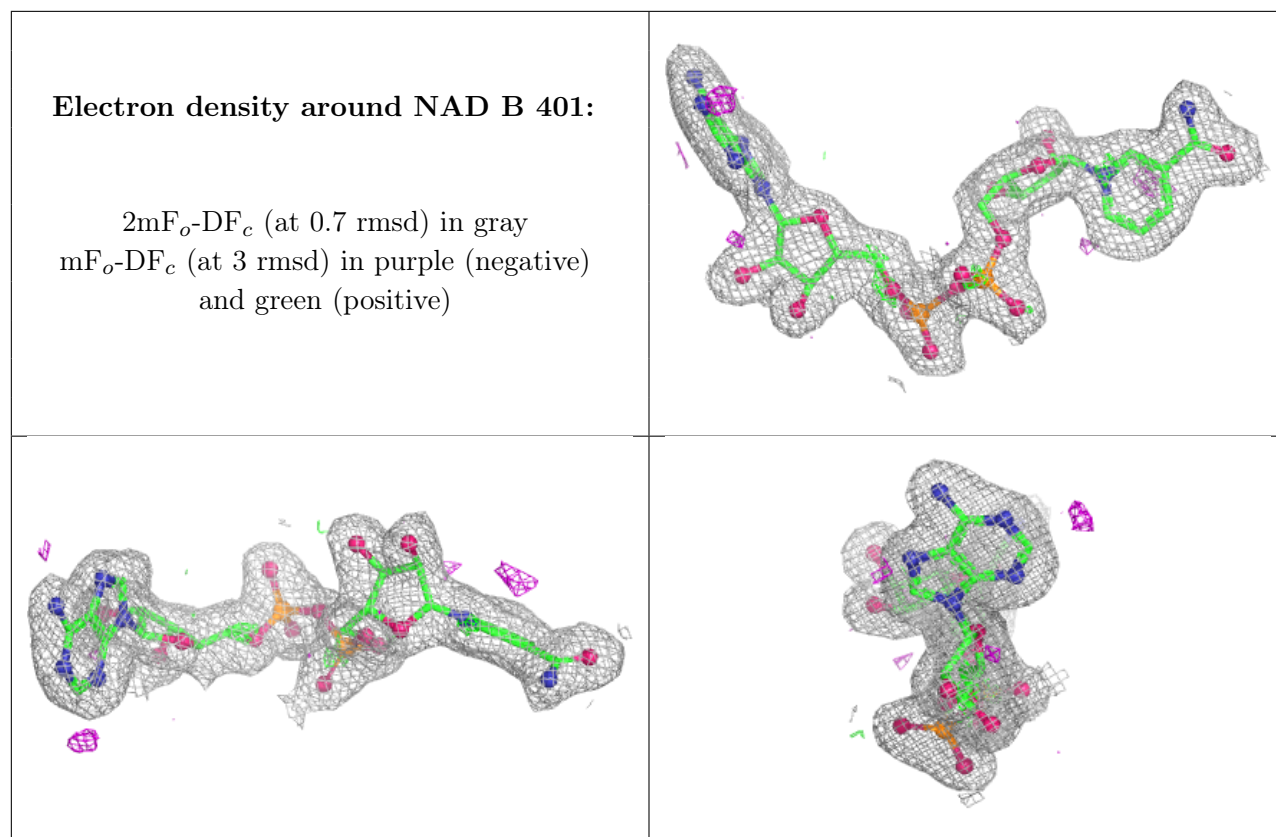 Electron density around NAD B 401:
2mFₒ-DF𝒸 (at 0.7 rmsd) in gray
mFₒ-DF𝒸 (at 3 rmsd) in purple (negative)
and green (positive)